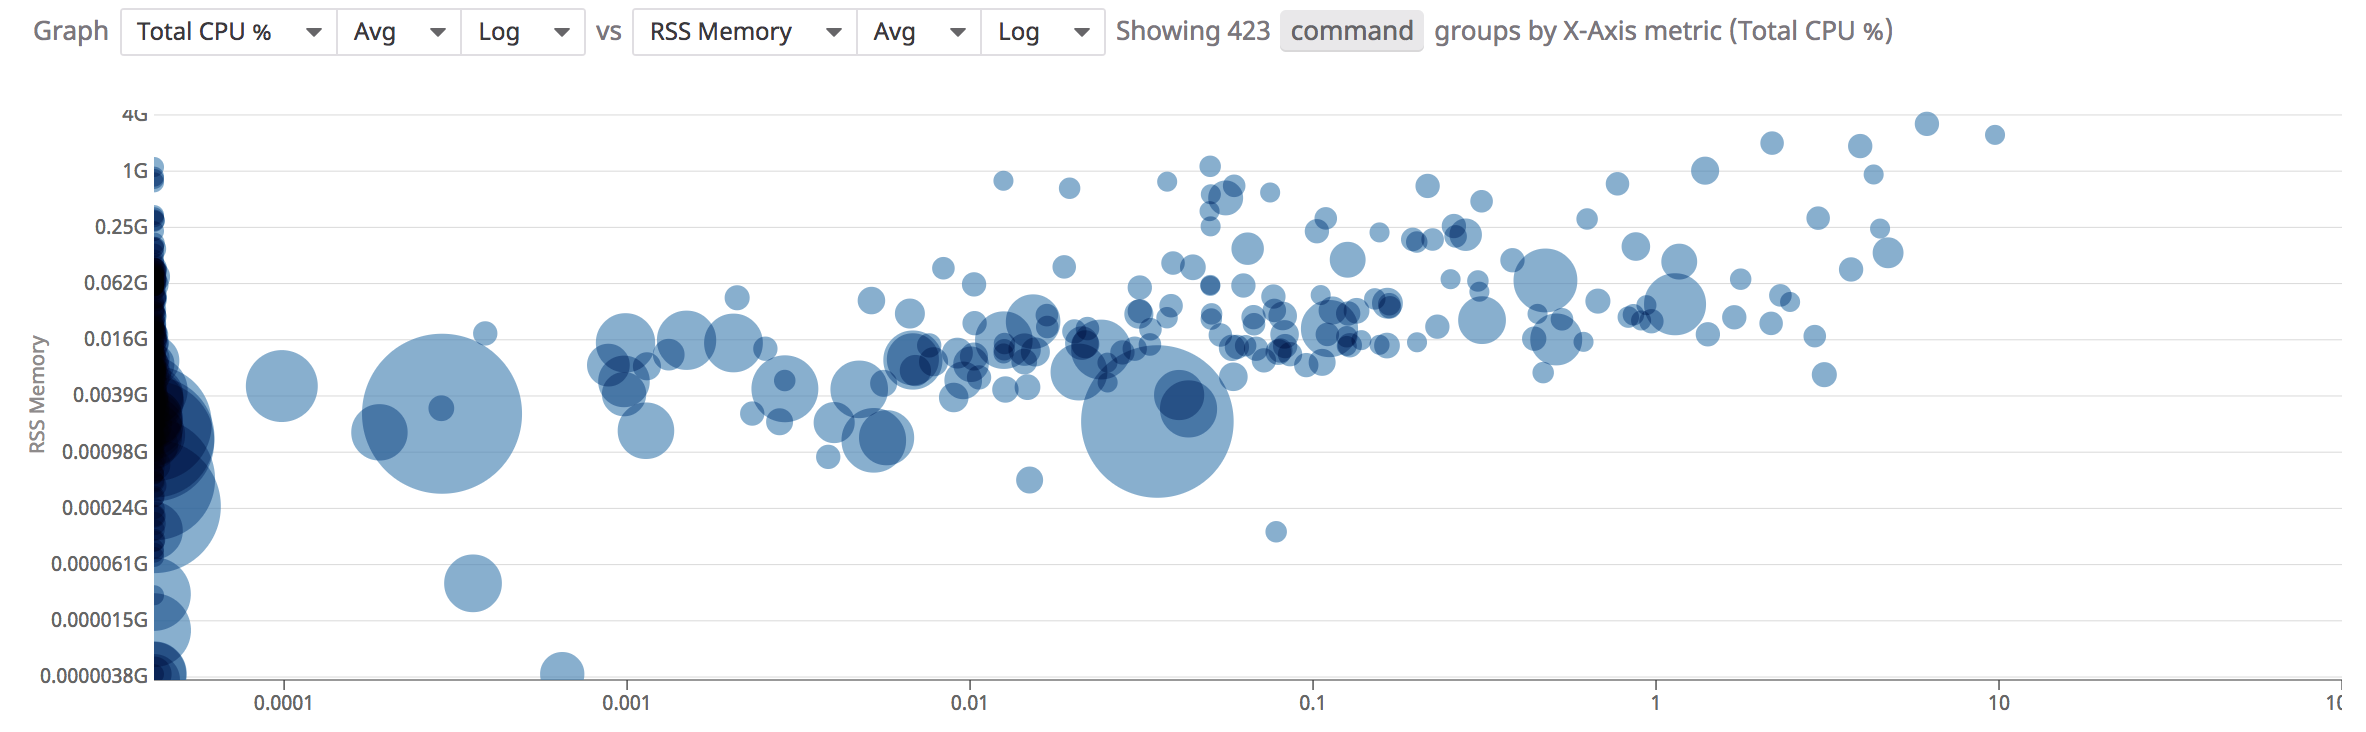 Graph Total CPU % Avg Log vs RSS Memory Avg Log Showing 423 command groups by X-Axis metric (Total CPU %)
4G
1G
0.25G
0.062G
0.016G
0.0039G
0.00098G
0.00024G
0.000061G
0.000015G
0.0000038G
RSS Memory
0.0001 0.001 0.01 0.1 1 10